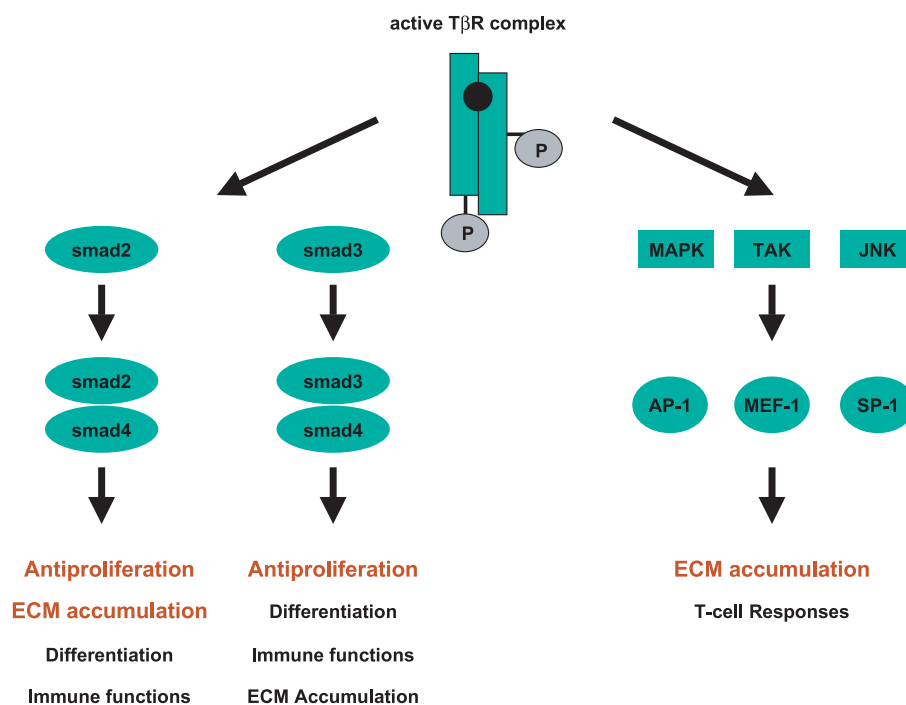 active TβR complex
P
P
smad2
smad3
MAPK
TAK
JNK
smad2
smad4
smad3
smad4
AP-1
MEF-1
SP-1
Antiproliferation
ECM accumulation
Differentiation
Immune functions
Antiproliferation
Differentiation
Immune functions
ECM Accumulation
ECM accumulation
T-cell Responses